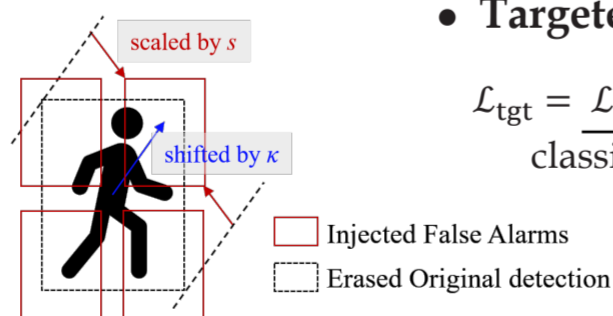 • Targete
scaled by s
ℒtgt = ℒ
shifted by κ
classi
Injected False Alarms
Erased Original detection